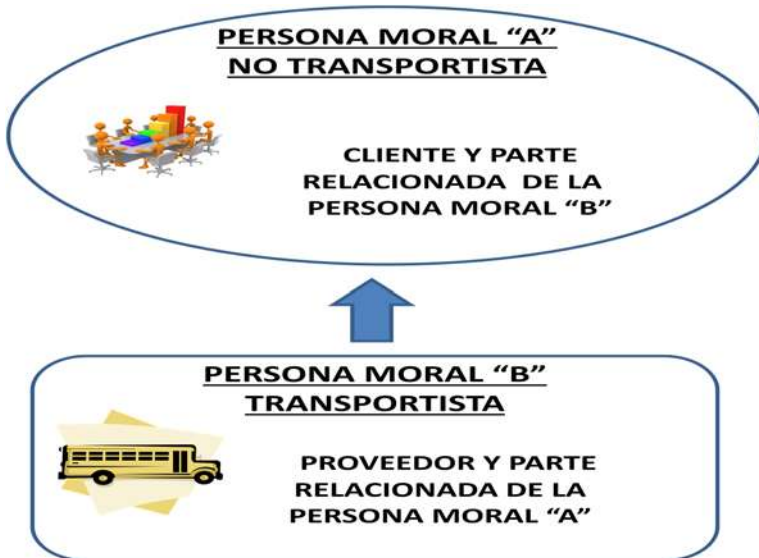 PERSONA MORAL “A”
NO TRANSPORTISTA
CLIENTE Y PARTE
RELACIONADA DE LA
PERSONA MORAL “B”
PERSONA MORAL “B”
TRANSPORTISTA
PROVEEDOR Y PARTE
RELACIONADA DE LA
PERSONA MORAL “A”